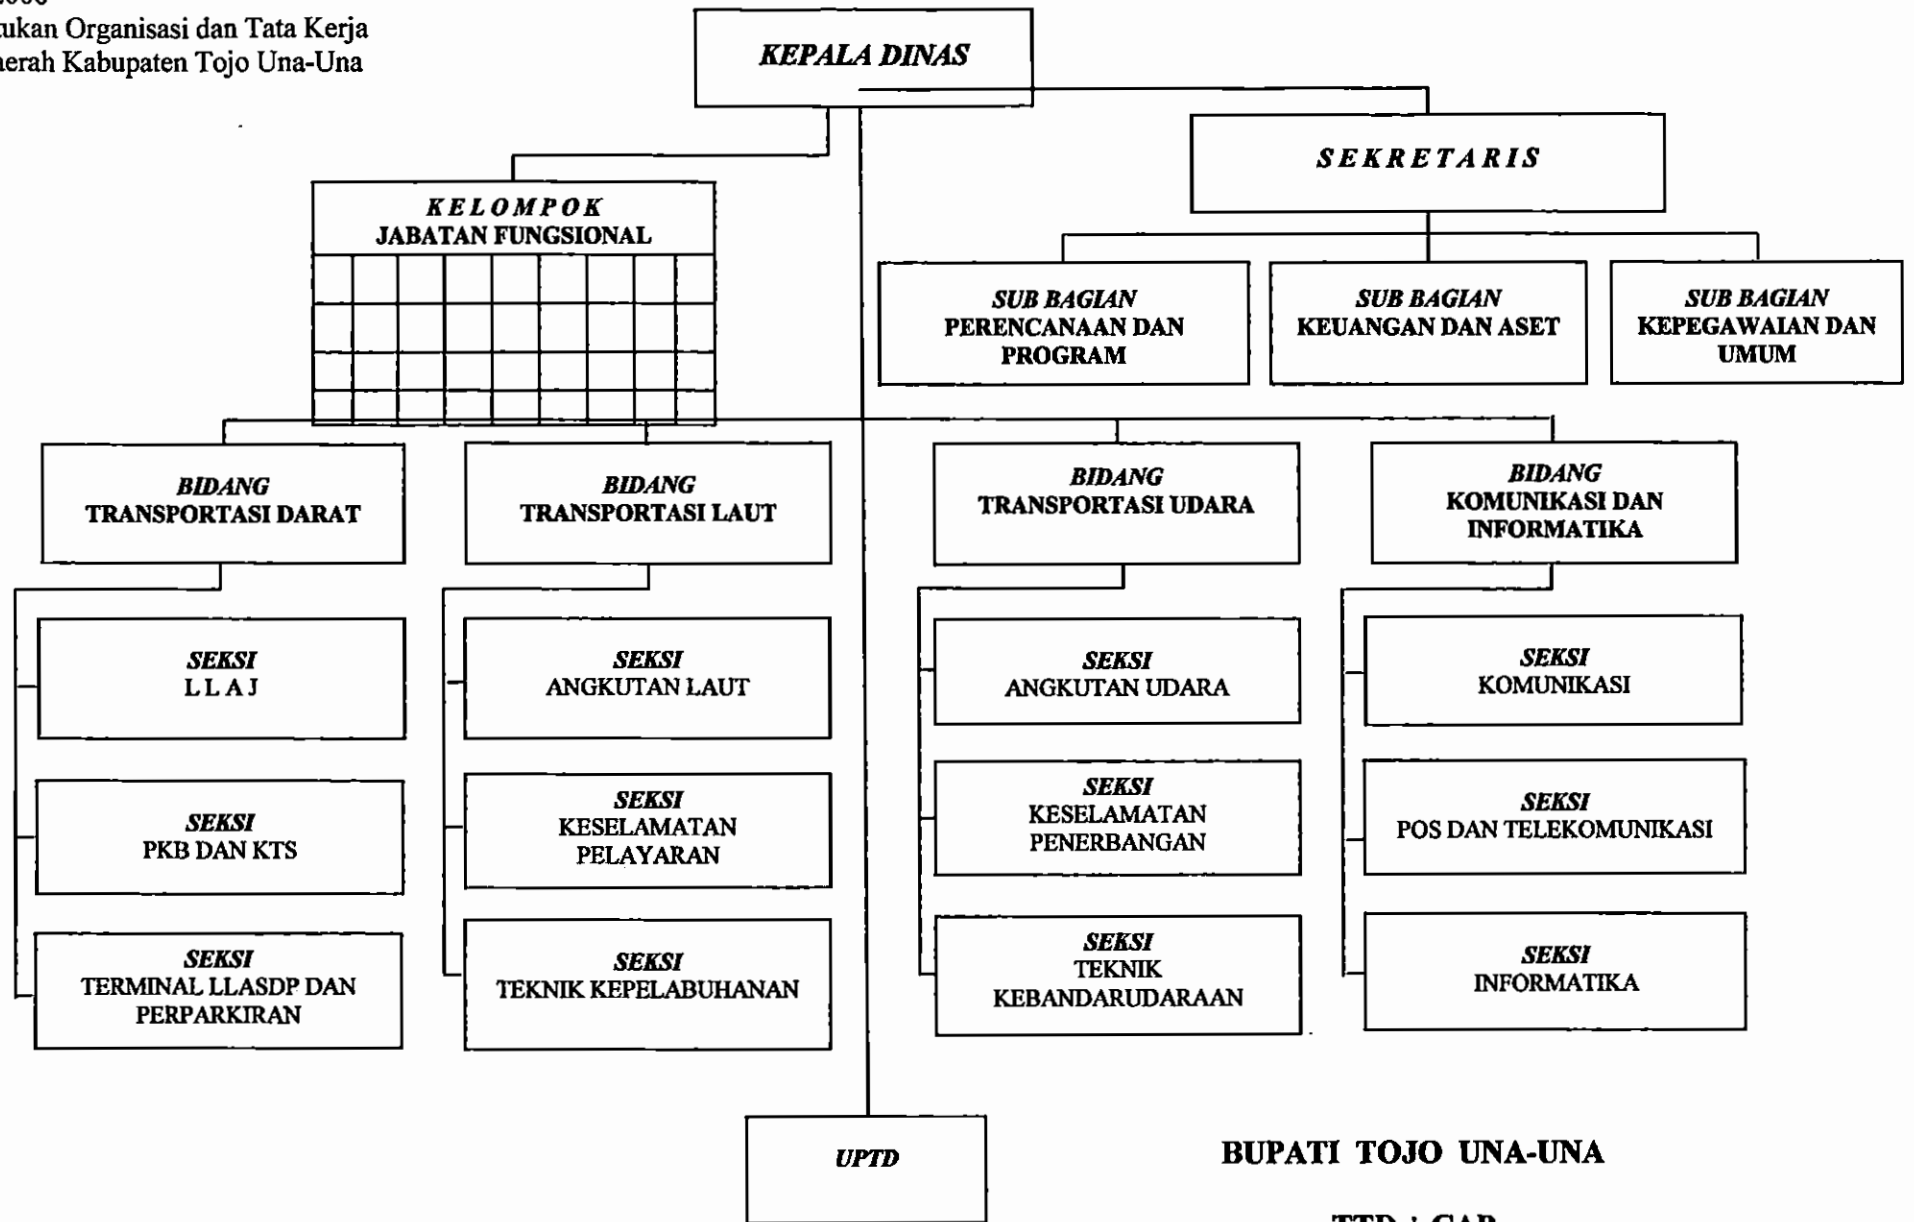 tukan Organisasi dan Tata Kerja
aerah Kabupaten Tojo Una-Una
KEPALA DINAS
SEKRETARIS
KELOMPOK
JABATAN FUNGSIONAL
SUB BAGIAN
PERENCANAAN DAN
PROGRAM
SUB BAGIAN
KEUANGAN DAN ASET
SUB BAGIAN
KEPEGAWAIAN DAN
UMUM
BIDANG
TRANSPORTASI DARAT
BIDANG
TRANSPORTASI LAUT
BIDANG
TRANSPORTASI UDARA
BIDANG
KOMUNIKASI DAN
INFORMATIKA
SEKSI
L L A J
SEKSI
ANGKUTAN LAUT
SEKSI
ANGKUTAN UDARA
SEKSI
KOMUNIKASI
SEKSI
PKB DAN KTS
SEKSI
KESELAMATAN
PELAYARAN
SEKSI
KESELAMATAN
PENERBANGAN
SEKSI
POS DAN TELEKOMUNIKASI
SEKSI
TERMINAL LLASDP DAN
PERPARKIRAN
SEKSI
TEKNIK KEPELABUHANAN
SEKSI
TEKNIK
KEBANDARUDARAAN
SEKSI
INFORMATIKA
UPTD
BUPATI TOJO UNA-UNA